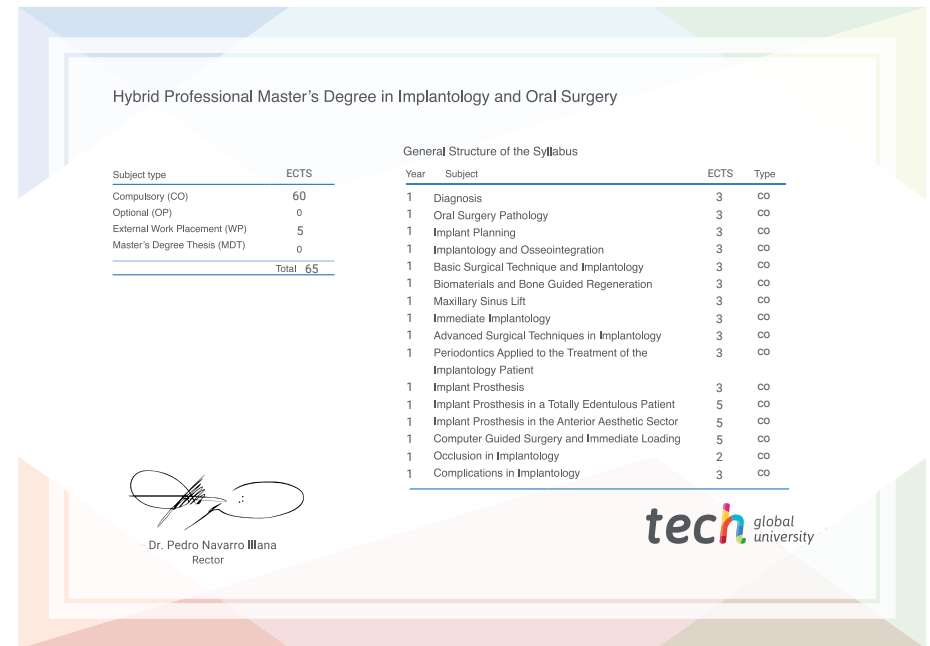 Hybrid Professional Master’s Degree in Implantology and Oral Surgery
Subject type ECTS
Compulsory (CO) 60
Optional (OP) 0
External Work Placement (WP) 5
Master’s Degree Thesis (MDT) 0
Total 65
General Structure of the Syllabus
Year Subject ECTS Type
1 Diagnosis 3 CO
1 Oral Surgery Pathology 3 CO
1 Implant Planning 3 CO
1 Implantology and Osseointegration 3 CO
1 Basic Surgical Technique and Implantology 3 CO
1 Biomaterials and Bone Guided Regeneration 3 CO
1 Maxillary Sinus Lift 3 CO
1 Immediate Implantology 3 CO
1 Advanced Surgical Techniques in Implantology 3 CO
1 Periodontics Applied to the Treatment of the 3 CO
Implantology Patient
1 Implant Prosthesis 3 CO
1 Implant Prosthesis in a Totally Edentulous Patient 5 CO
1 Implant Prosthesis in the Anterior Aesthetic Sector 5 CO
1 Computer Guided Surgery and Immediate Loading 5 CO
1 Occlusion in Implantology 2 CO
1 Complications in Implantology 3 CO
Dr. Pedro Navarro Illana
Rector
tech global
university